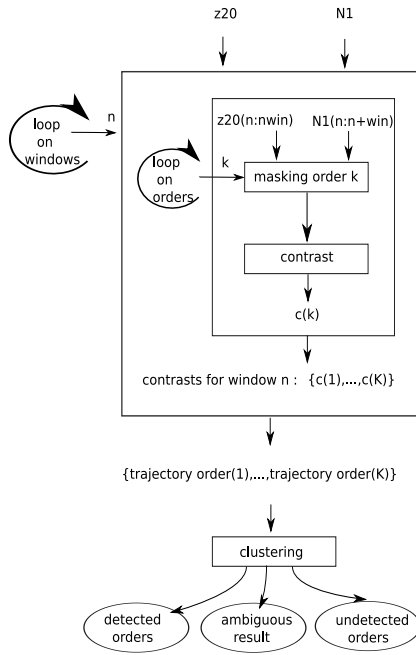 z20 N1
n
loop
on
windows
z20(n:nwin) N1(n:n+win)
loop
on
orders
k
masking order k
contrast
c(k)
contrasts for window n : {c(1),...,c(K)}
{trajectory order(1),...,trajectory order(K)}
clustering
detected
orders
ambiguous
result
undetected
orders